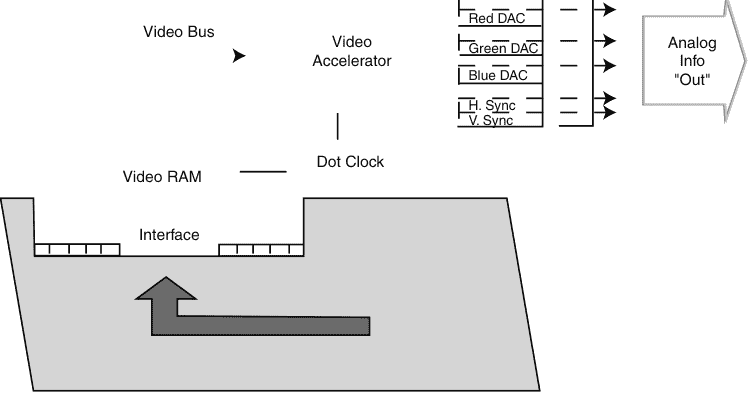 Video Bus
Video
Accelerator
Red DAC
Green DAC
Blue DAC
H. Sync
V. Sync
Analog
Info
"Out"
Dot Clock
Video RAM
Interface